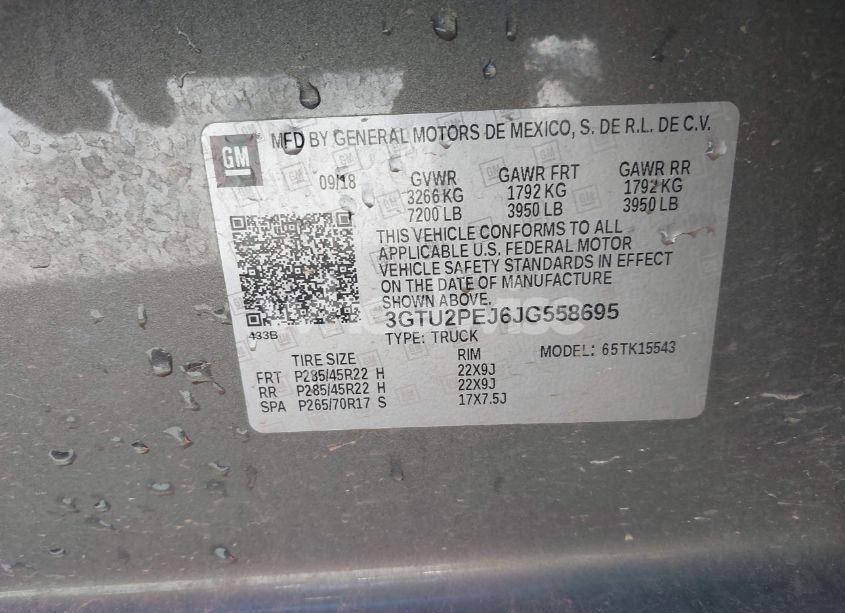 GM
MFD BY GENERAL MOTORS DE MEXICO, S. DE R.L. DE C.V.
09/18 GVWR GAWR FRT GAWR RR
3266 KG 1792 KG 1792 KG
7200 LB 3950 LB 3950 LB
THIS VEHICLE CONFORMS TO ALL
APPLICABLE U.S. FEDERAL MOTOR
VEHICLE SAFETY STANDARDS IN EFFECT
ON THE DATE OF MANUFACTURE
SHOWN ABOVE.
433B
3GTU2PEJ6JG558695
TYPE: TRUCK
MODEL: 65TK15543
TIRE SIZE RIM
FRT P285/45R22 H 22X9J
RR P285/45R22 H 22X9J
SPA P265/70R17 S 17X7.5J